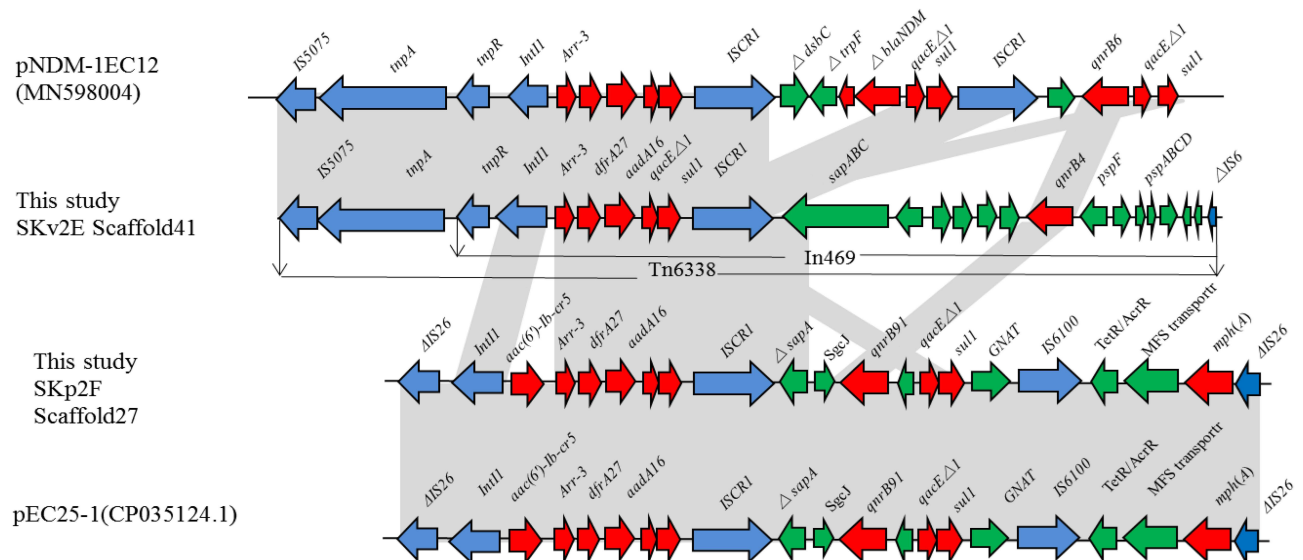 pNDM-1EC12
(MN598004)
IS5075 tnpA tnpR IntI1 Arr-3 ISCR1 △ dsbC △ trpF △ blaNDM qacE△1 sul1 ISCR1 qnrB6 qacE△1 sul1
This study
SKv2E Scaffold41
IS5075 tnpA tnpR IntI1 Arr-3 dfrA27 aadA16 qacE△1 sul1 ISCR1 sapABC qnrB4 pspF pspABCD △IS6
In469
Tn6338
This study
SKp2F
Scaffold27
ΔIS26 IntI1 aac(6')-Ib-cr5 Arr-3 dfrA27 aadA16 ISCR1 △ sapA SgcJ qnrB91 qacE△1 sul1 GNAT IS6100 TetR/AcrR MFS transportr mph(A) ΔIS26
pEC25-1(CP035124.1)
ΔIS26 IntI1 aac(6')-Ib-cr5 Arr-3 dfrA27 aadA16 ISCR1 △ sapA SgcJ qnrB91 qacE△1 sul1 GNAT IS6100 TetR/AcrR MFS transportr mph(A) ΔIS26